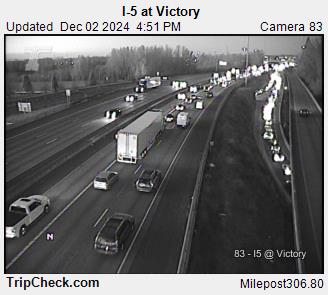 I-5 at Victory
Updated Dec 02 2024 4:51 PM Camera 83
N
83 - I5 @ Victory
TripCheck.com Milepost306.80